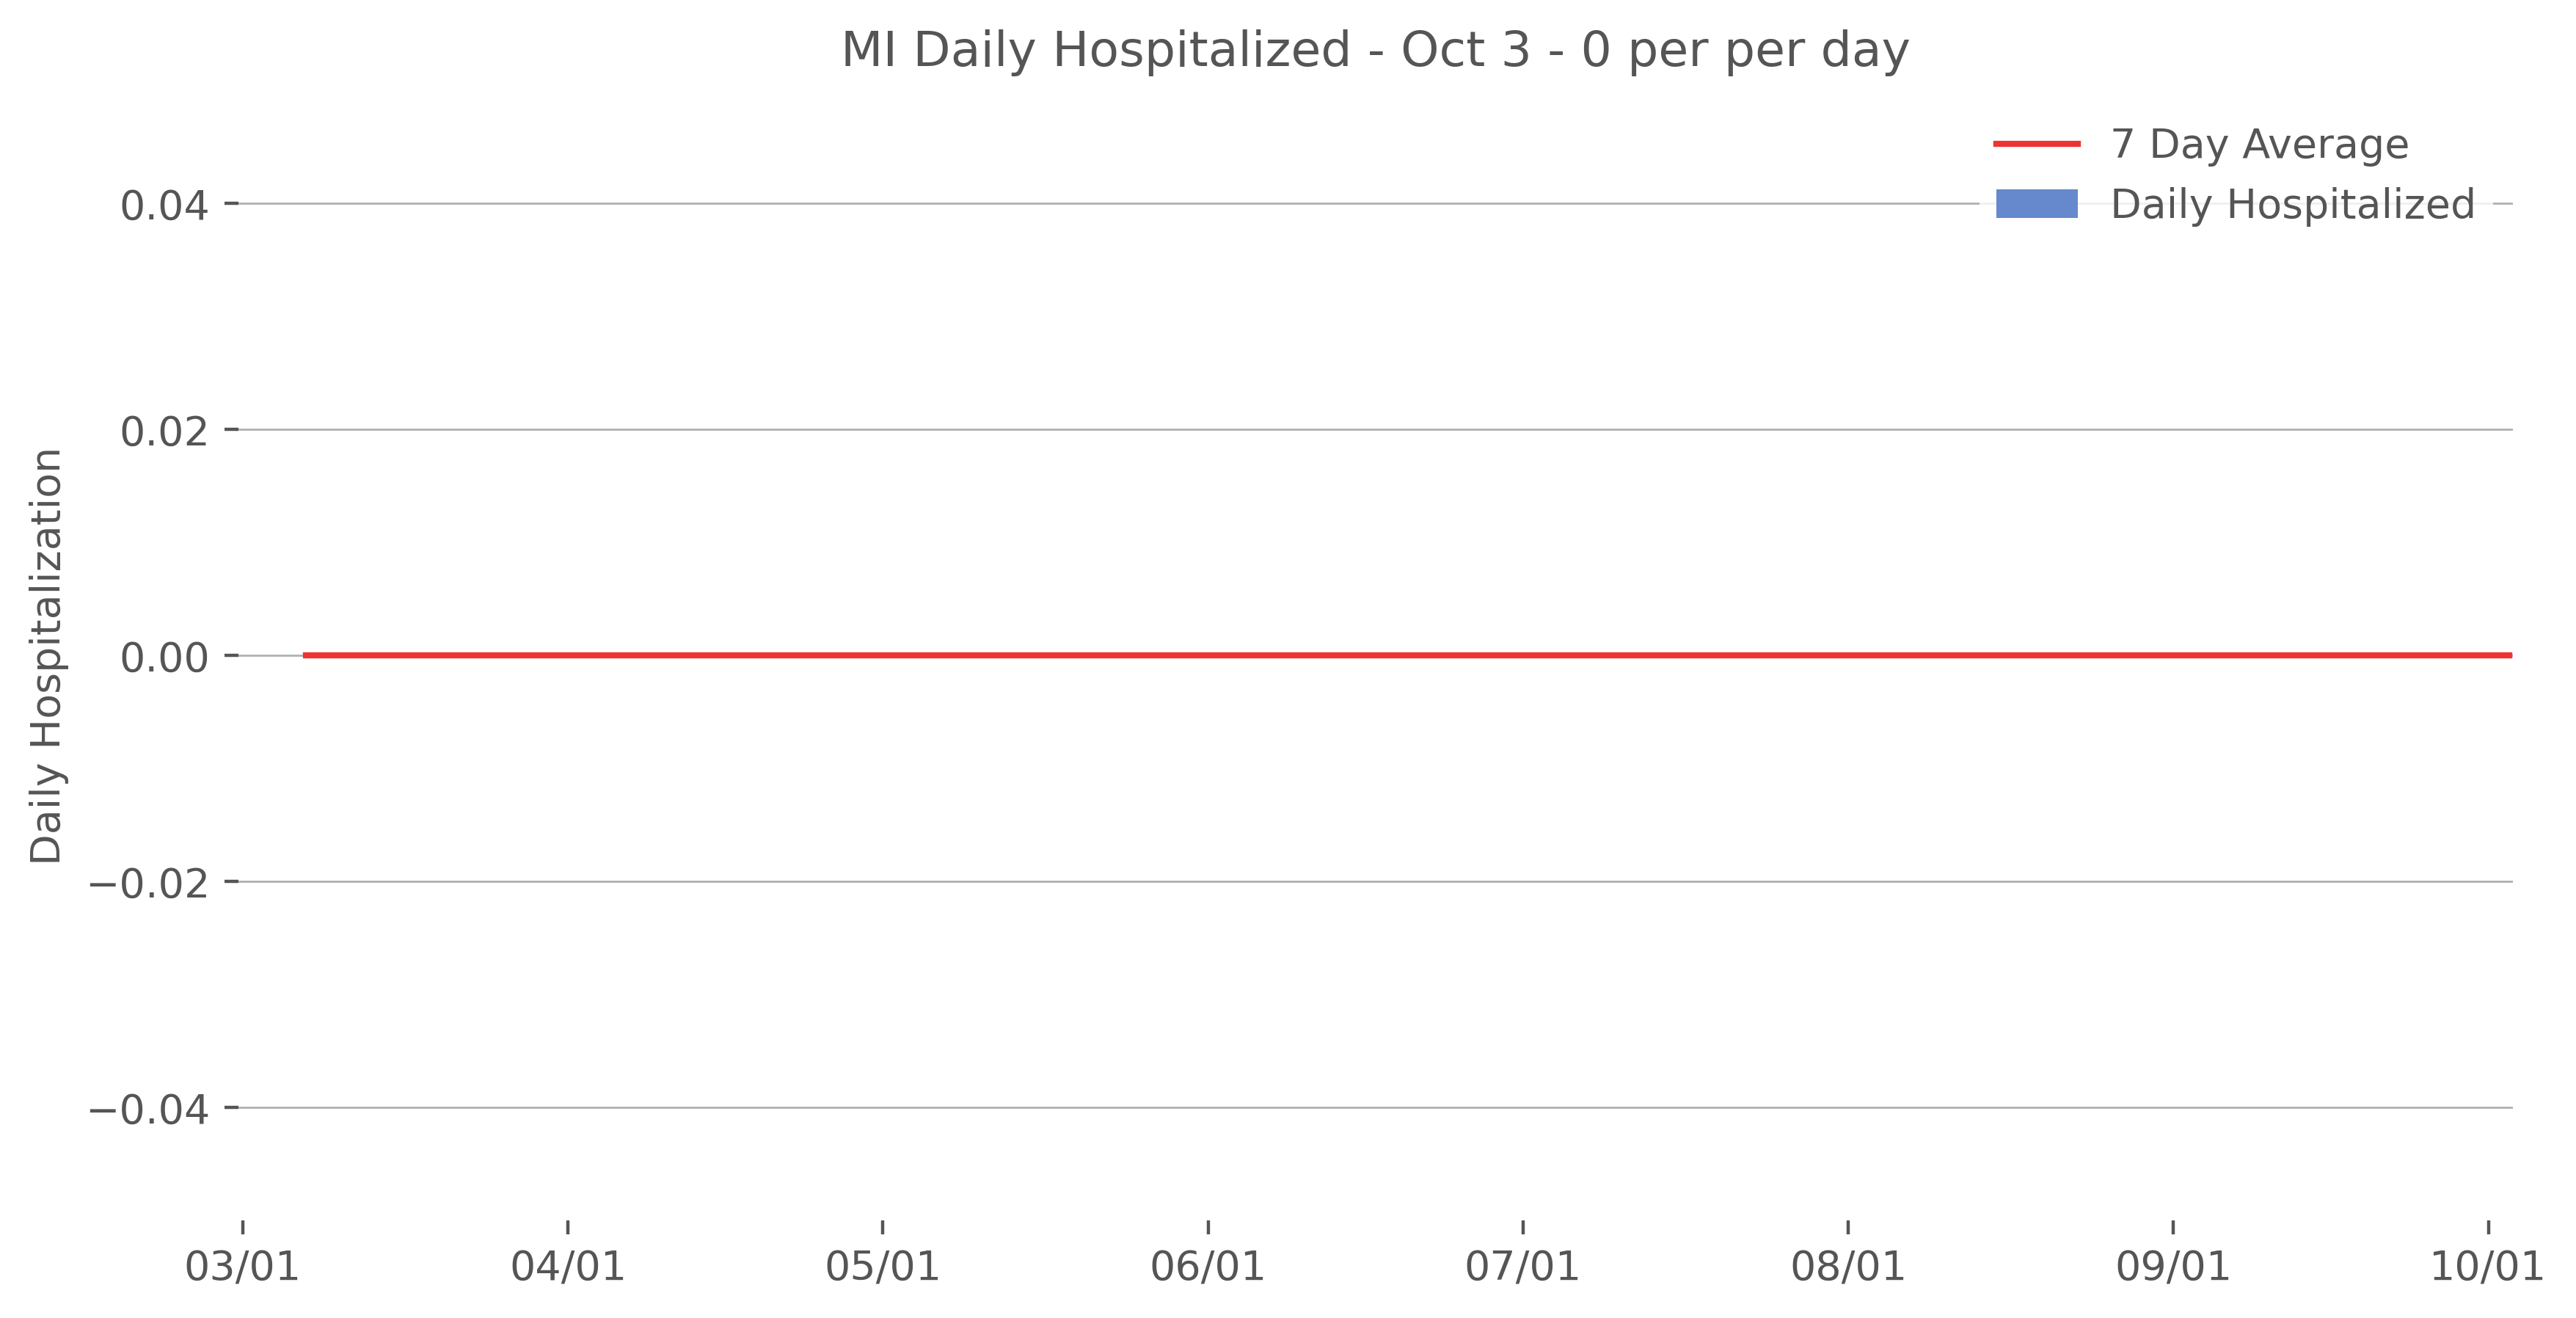 MI Daily Hospitalized - Oct 3 - 0 per per day
7 Day Average
Daily Hospitalized
Daily Hospitalization
0.04
0.02
0.00
−0.02
−0.04
03/01 04/01 05/01 06/01 07/01 08/01 09/01 10/01